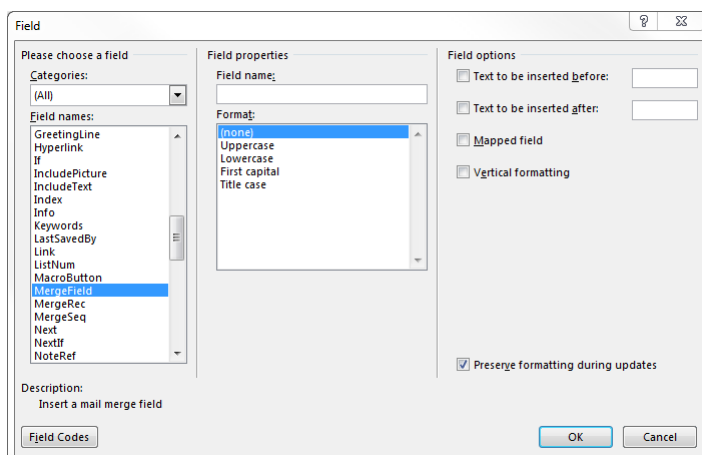 Field
Please choose a field
Categories:
(All)
Field names:
GreetingLine
Hyperlink
If
IncludePicture
IncludeText
Index
Info
Keywords
LastSavedBy
Link
ListNum
MacroButton
MergeField
MergeRec
MergeSeq
Next
NextIf
NoteRef
Field properties
Field name:
Format:
(none)
Uppercase
Lowercase
First capital
Title case
Field options
Text to be inserted before:
Text to be inserted after:
Mapped field
Vertical formatting
Preserve formatting during updates
Description:
Insert a mail merge field
Field Codes
OK
Cancel